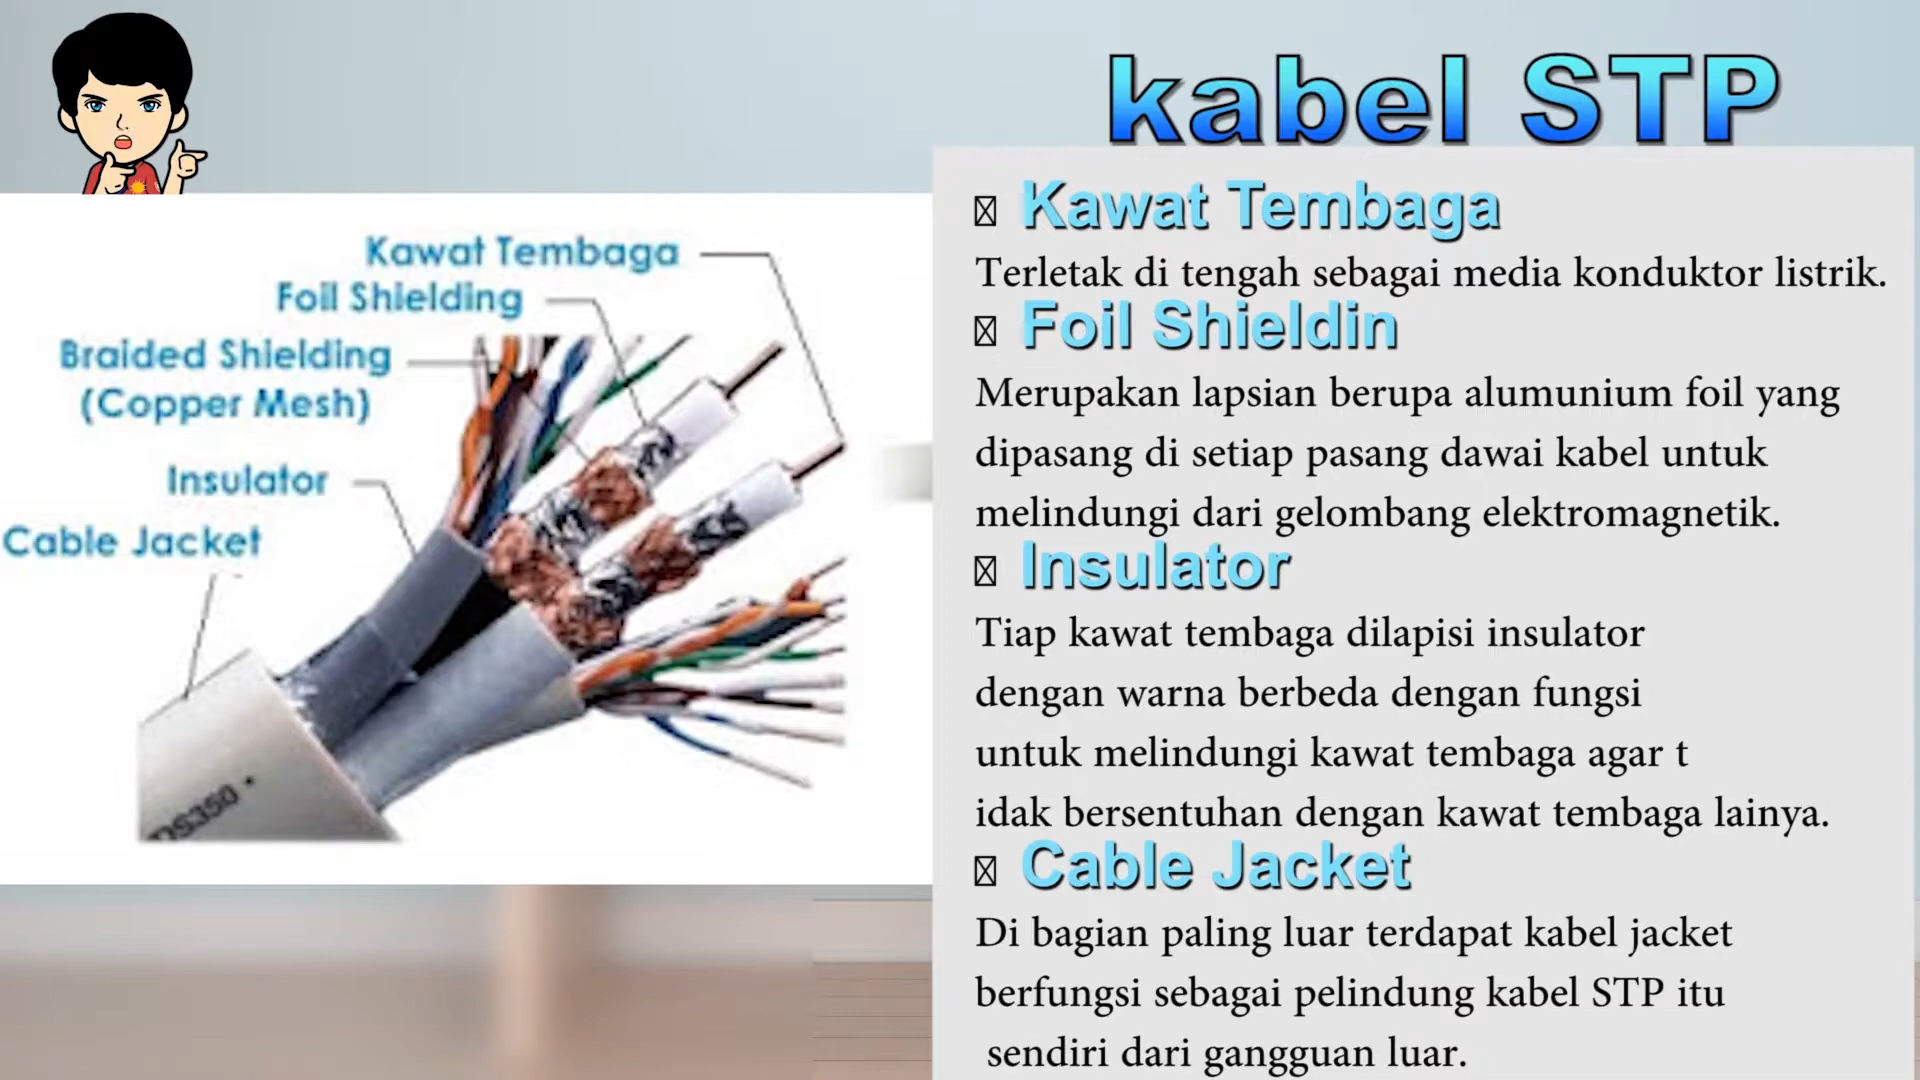 kabel STP
Kawat Tembaga
Foil Shielding
Braided Shielding
(Copper Mesh)
Insulator
Cable Jacket
DS350
Kawat Tembaga
Terletak di tengah sebagai media konduktor listrik.
Foil Shieldin
Merupakan lapsian berupa alumunium foil yang
dipasang di setiap pasang dawai kabel untuk
melindungi dari gelombang elektromagnetik.
Insulator
Tiap kawat tembaga dilapisi insulator
dengan warna berbeda dengan fungsi
untuk melindungi kawat tembaga agar t
idak bersentuhan dengan kawat tembaga lainya.
Cable Jacket
Di bagian paling luar terdapat kabel jacket
berfungsi sebagai pelindung kabel STP itu
sendiri dari gangguan luar.